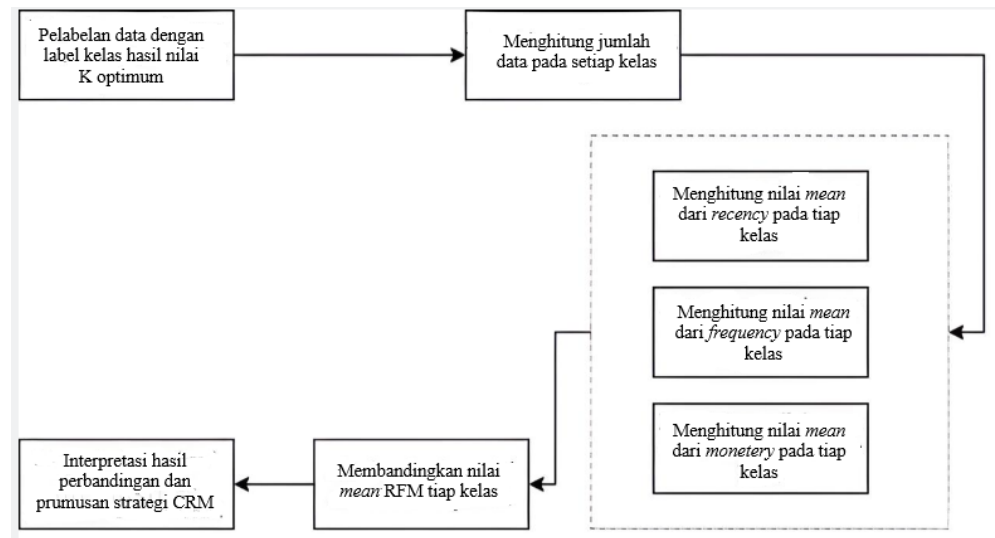 Pelabelan data dengan
label kelas hasil nilai
K optimum
Menghitung jumlah
data pada setiap kelas
Menghitung nilai mean
dari recency pada tiap
kelas
Menghitung nilai mean
dari frequency pada tiap
kelas
Menghitung nilai mean
dari monetery pada tiap
kelas
Membandingkan nilai
mean RFM tiap kelas
Interpretasi hasil
perbandingan dan
prumusan strategi CRM